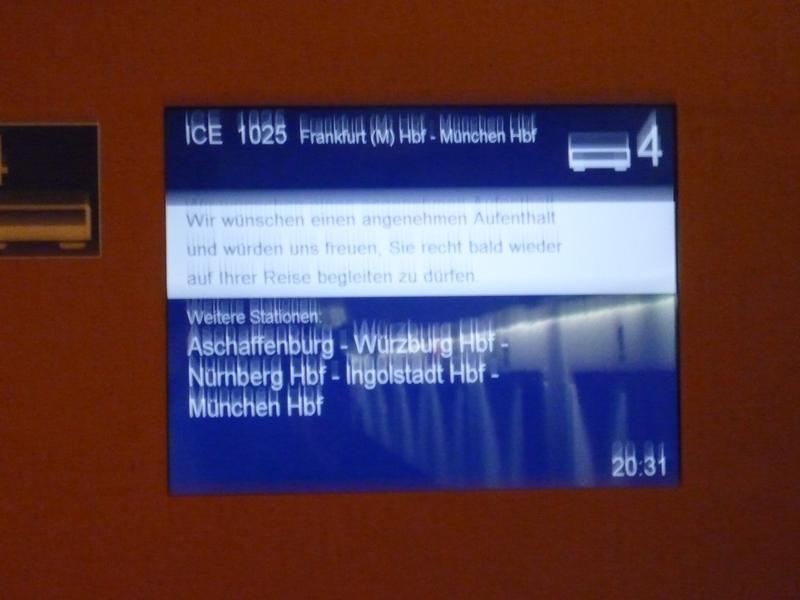 ICE 1025 Frankfurt (M) Hbf - München Hbf
4
Wir wünschen einen angenehmen Aufenthalt
und würden uns freuen, Sie recht bald wieder
auf Ihrer Reise begleiten zu dürfen.
Weitere Stationen:
Aschaffenburg - Würzburg Hbf -
Nürnberg Hbf - Ingolstadt Hbf -
München Hbf
20:31